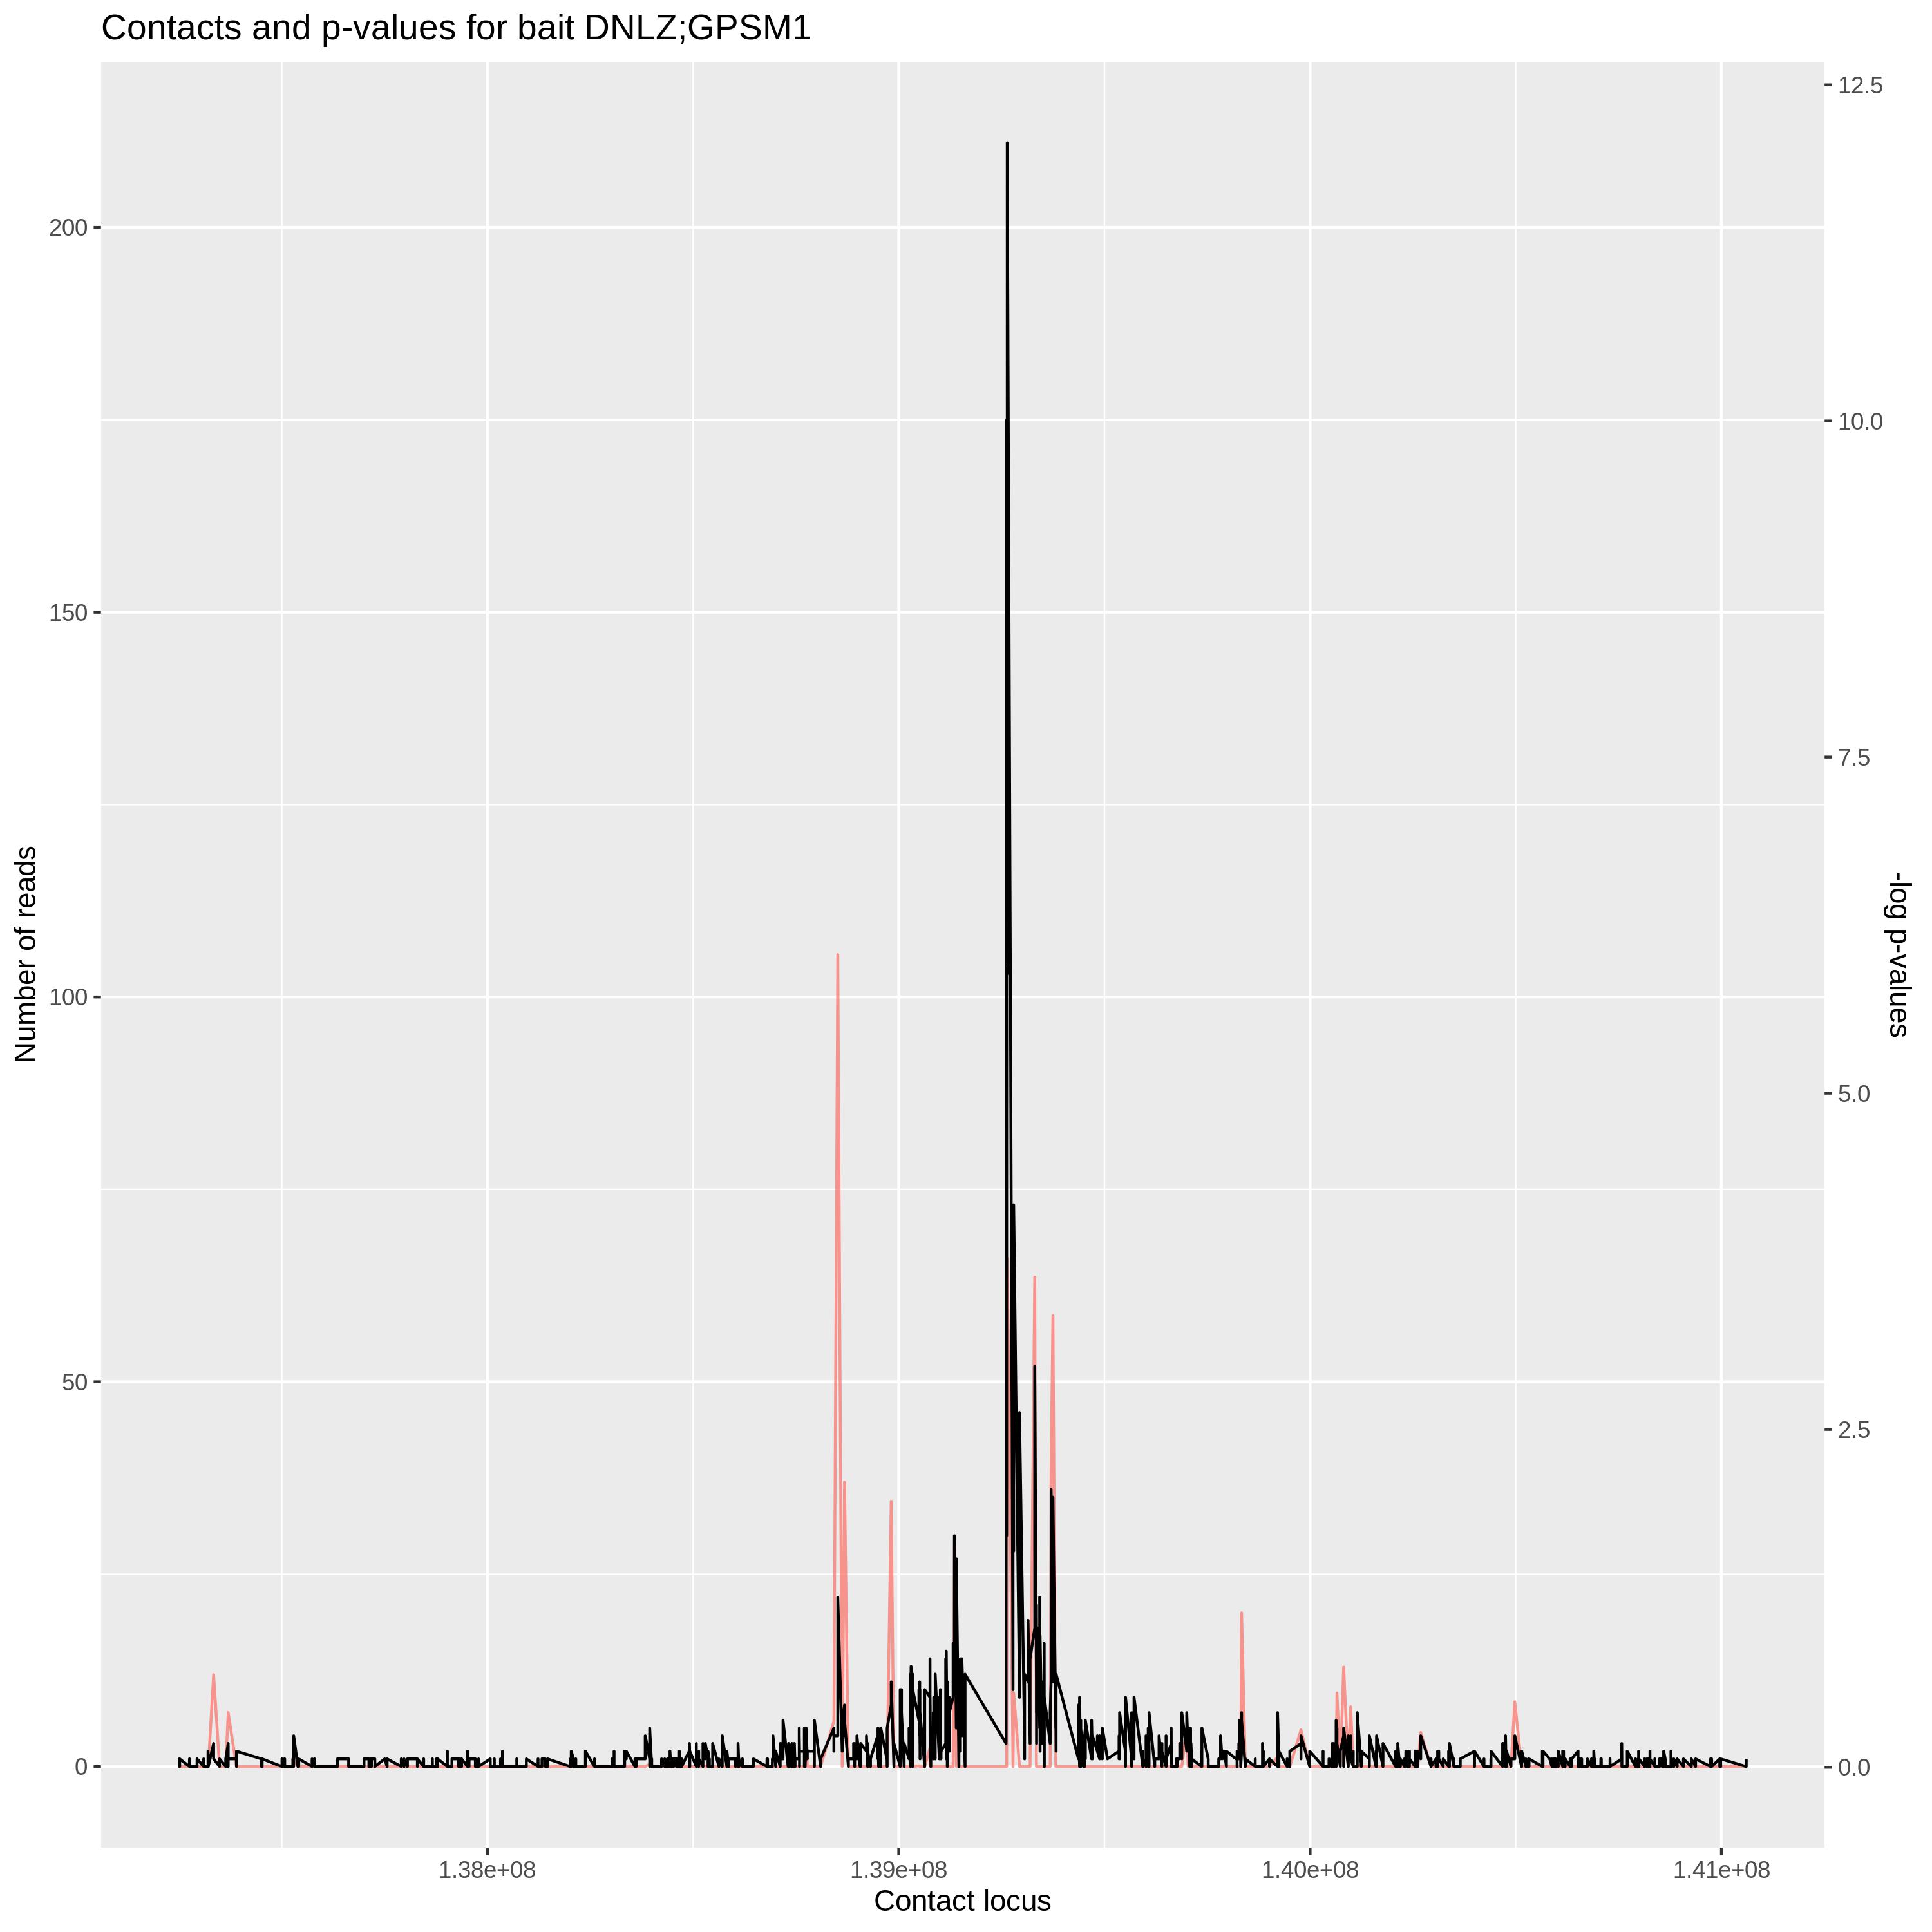 Contacts and p-values for bait DNLZ;GPSM1
Number of reads
200
150
100
50
0
12.5
10.0
7.5
5.0
2.5
0.0
-log p-values
1.38e+08
1.39e+08
1.40e+08
1.41e+08
Contact locus